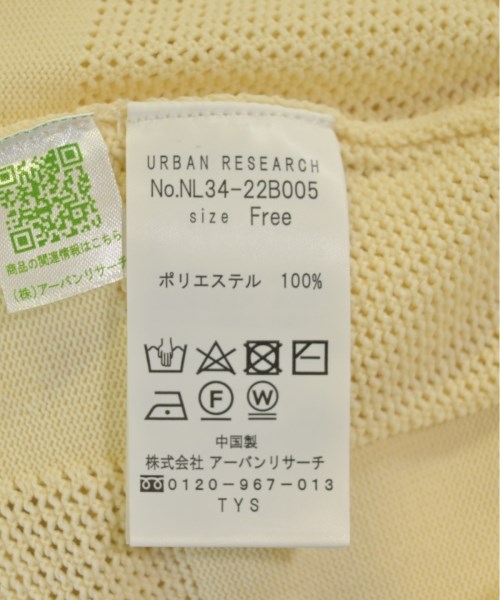 URBAN RESEARCH
No.NL34-22B005
size Free
ポリエステル 100%
F W
中国製
株式会社 アーバンリサーチ
0120-967-013
TYS
商品の関連情報はこちら
(株)アーバンリサーチ